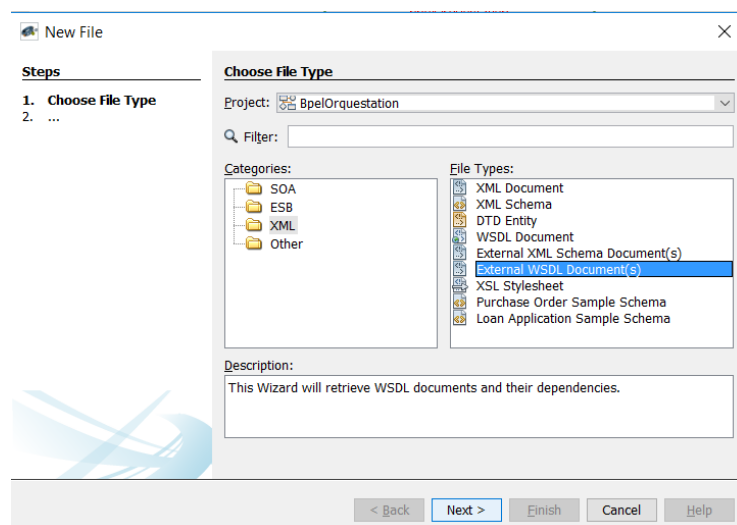 New File
Steps
1. Choose File Type
2. ...
Choose File Type
Project: BpelOrquestation
Filter:
Categories:
SOA
ESB
XML
Other
File Types:
XML Document
XML Schema
DTD Entity
WSDL Document
External XML Schema Document(s)
External WSDL Document(s)
XSL Stylesheet
Purchase Order Sample Schema
Loan Application Sample Schema
Description:
This Wizard will retrieve WSDL documents and their dependencies.
< Back Next > Finish Cancel Help